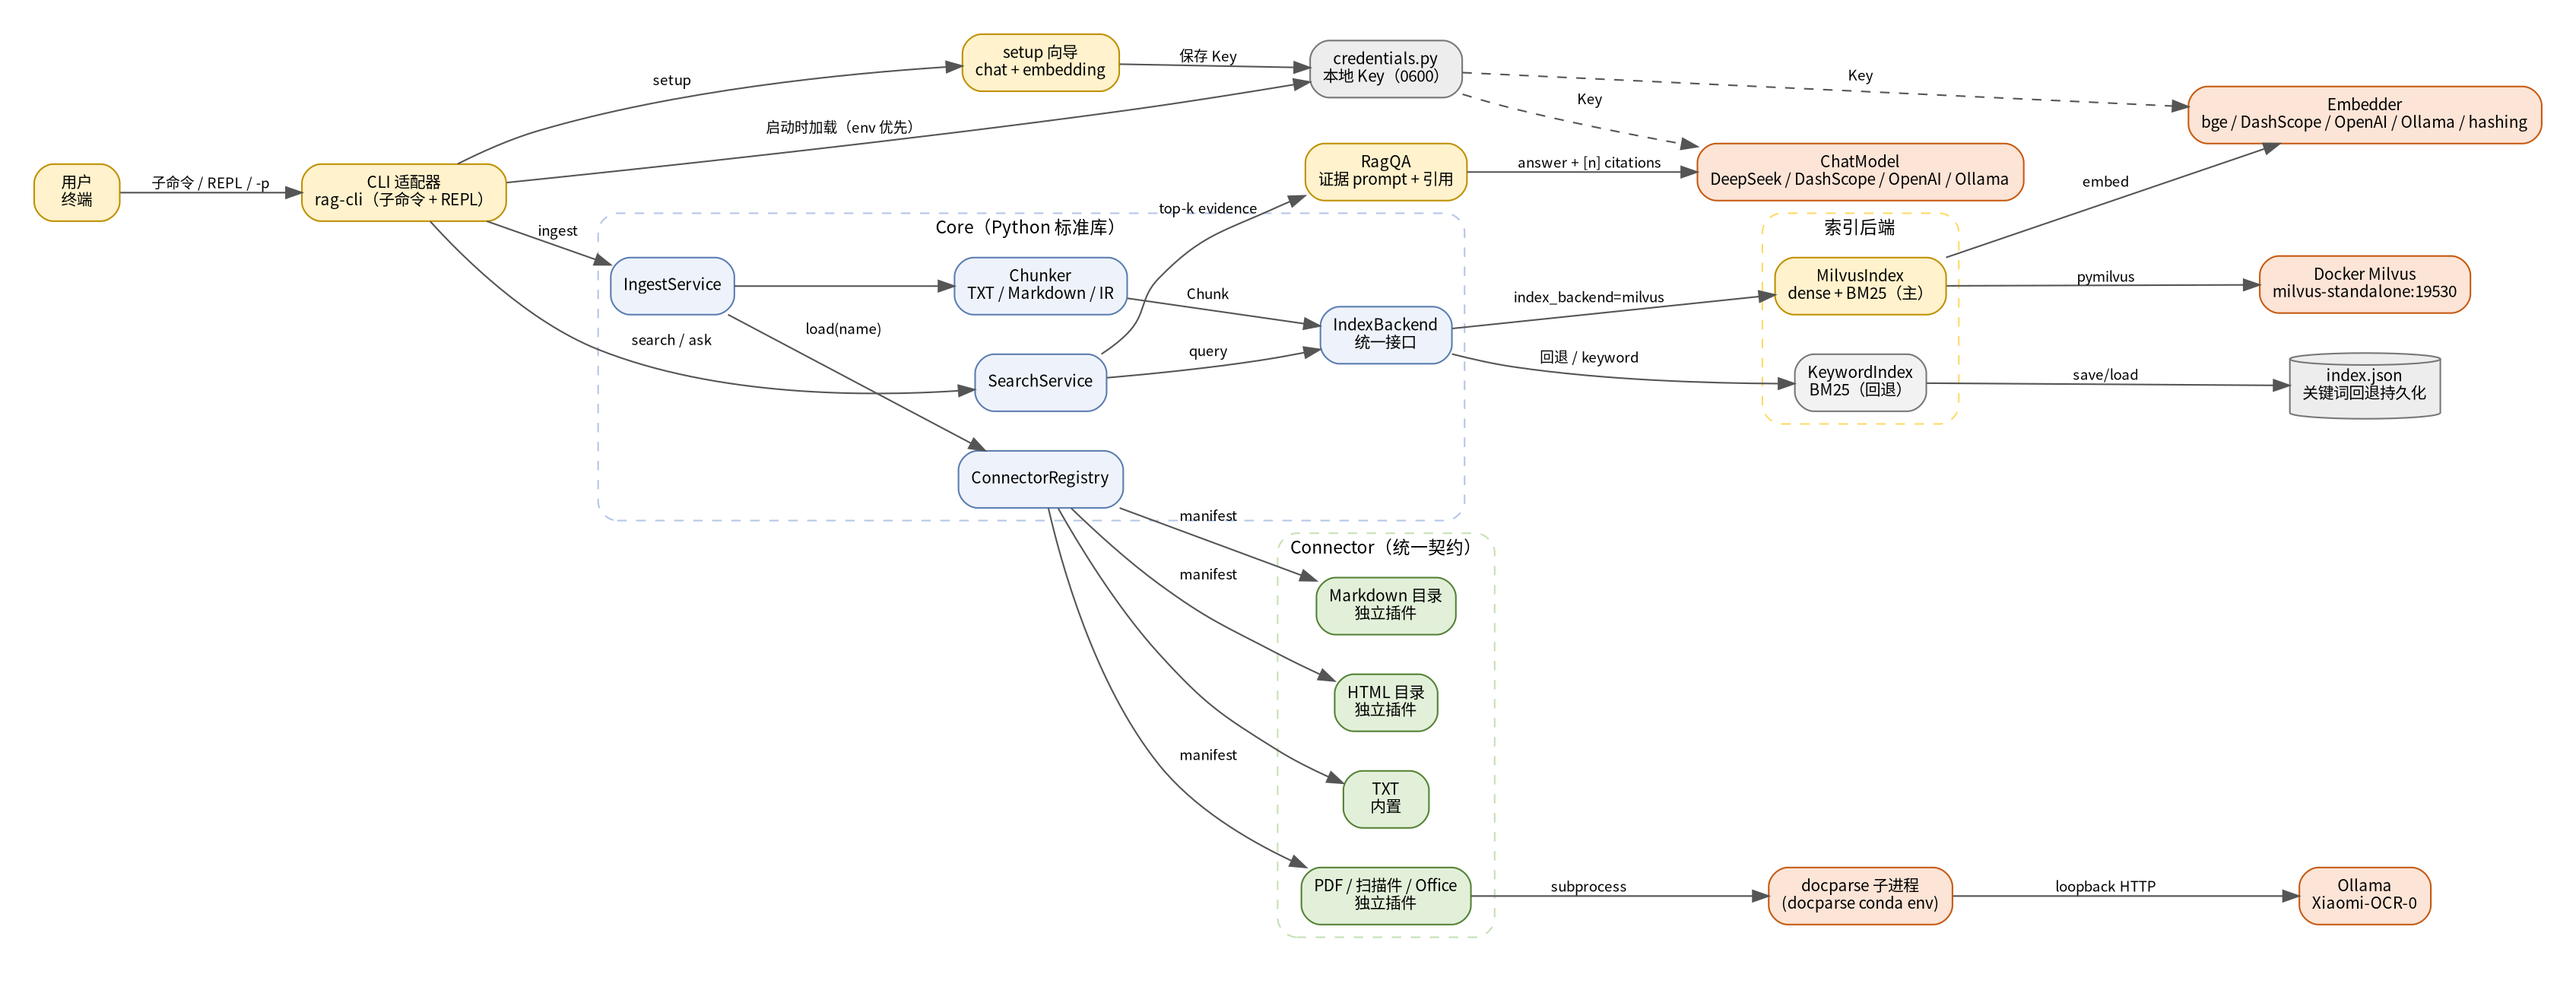 setup 向导
chat + embedding
保存 Key
credentials.py
本地 Key（0600）
Key
Key
setup
启动时加载（env 优先）
Embedder
bge / DashScope / OpenAI / Ollama / hashing
用户
终端
子命令 / REPL / -p
CLI 适配器
rag-cli（子命令 + REPL）
RagQA
证据 prompt + 引用
answer + [n] citations
ChatModel
DeepSeek / DashScope / OpenAI / Ollama
embed
top-k evidence
ingest
Core（Python 标准库）
索引后端
IngestService
Chunker
TXT / Markdown / IR
Chunk
load(name)
search / ask
SearchService
query
IndexBackend
统一接口
index_backend=milvus
回退 / keyword
MilvusIndex
dense + BM25（主）
pymilvus
Docker Milvus
milvus-standalone:19530
KeywordIndex
BM25（回退）
save/load
index.json
关键词回退持久化
ConnectorRegistry
manifest
manifest
manifest
Connector（统一契约）
Markdown 目录
独立插件
HTML 目录
独立插件
TXT
内置
PDF / 扫描件 / Office
独立插件
subprocess
docparse 子进程
(docparse conda env)
loopback HTTP
Ollama
Xiaomi-OCR-0